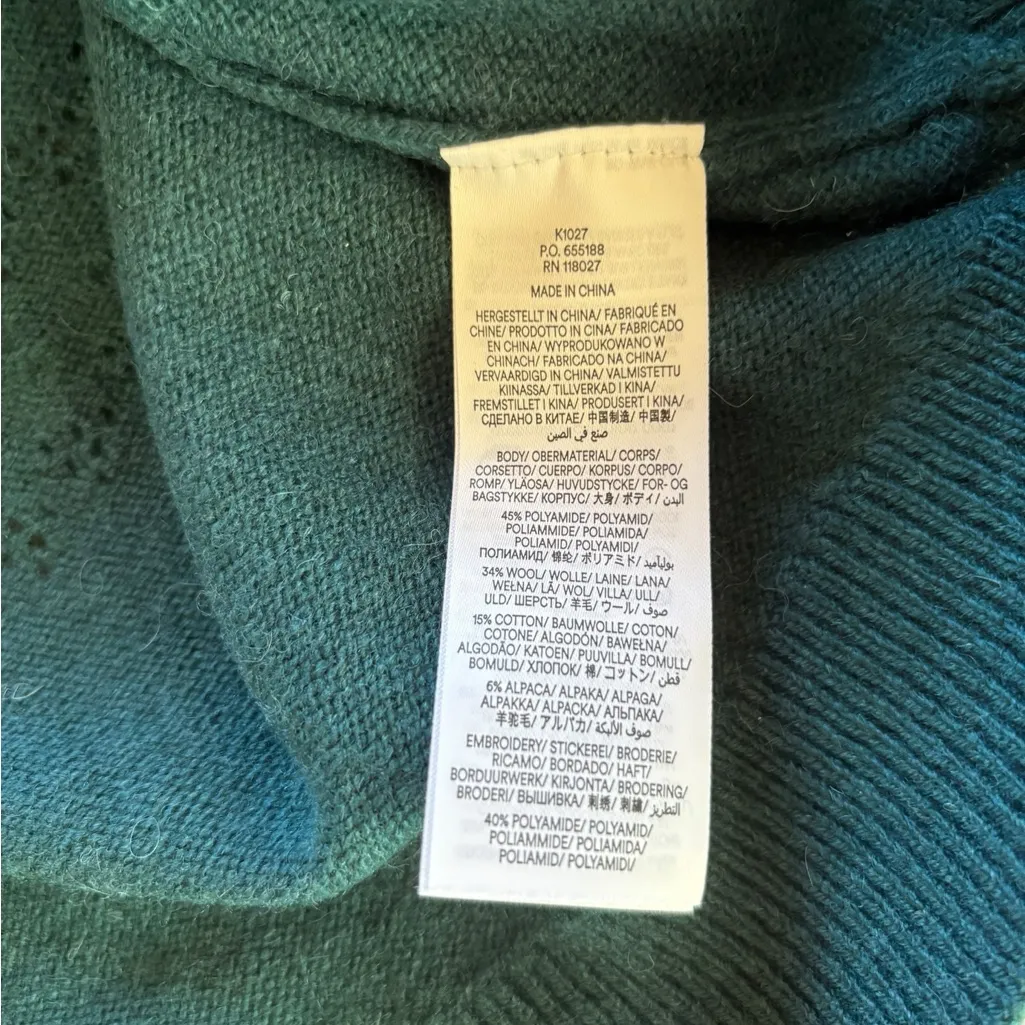 K1027
P.O. 655188
RN 118027
MADE IN CHINA
HERGESTELLT IN CHINA/ FABRIQUÉ EN
CHINE/ PRODOTTO IN CINA/ FABRICADO
EN CHINA/ WYPRODUKOWANO W
CHINACH/ FABRICADO NA CHINA/
VERVAARDIGD IN CHINA/ VALMISTETTU
KIINASSA/ TILLVERKAD I KINA/
FREMSTILLET I KINA/ PRODUSERT I KINA/
СДЕЛАНО В КИТАЕ/ 中国制造/ 中國製/
صنع في الصين
BODY/ OBERMATERIAL/ CORPS/
CORSETTO/ CUERPO/ KORPUS/ CORPO/
ROMP/ YLÄOSA/ HUVUDSTYCKE/ FOR- OG
BAGSTYKKE/ КОРПУС/ 大身/ ボディ/ البدن
45% POLYAMIDE/ POLYAMID/
POLIAMMIDE/ POLIAMIDA/
POLIAMID/ POLYAMIDI/
ПОЛИАМИД/ 锦纶/ ポリアミド/ بولياميد
34% WOOL/ WOLLE/ LAINE/ LANA/
WEŁNA/ LÃ/ WOL/ VILLA/ ULL/
ULD/ ШЕРСТЬ/ 羊毛/ ウール/ صوف
15% COTTON/ BAUMWOLLE/ COTON/
COTONE/ ALGODÓN/ BAWEŁNA/
ALGODÃO/ KATOEN/ PUUVILLA/ BOMULL/
BOMULD/ ХЛОПОК/ 棉/ コットン/ قطن
6% ALPACA/ ALPAKA/ ALPAGA/
ALPAKKA/ ALPACKA/ АЛЬПАКА/
羊驼毛/ アルパカ/ صوف الألبكة
EMBROIDERY/ STICKEREI/ BRODERIE/
RICAMO/ BORDADO/ HAFT/
BORDUURWERK/ KIRJONTA/ BRODERING/
BRODERI/ ВЫШИВКА/ 刺绣/ 刺繍/ التطريز
40% POLYAMIDE/ POLYAMID/
POLIAMMIDE/ POLIAMIDA/
POLIAMID/ POLYAMIDI/